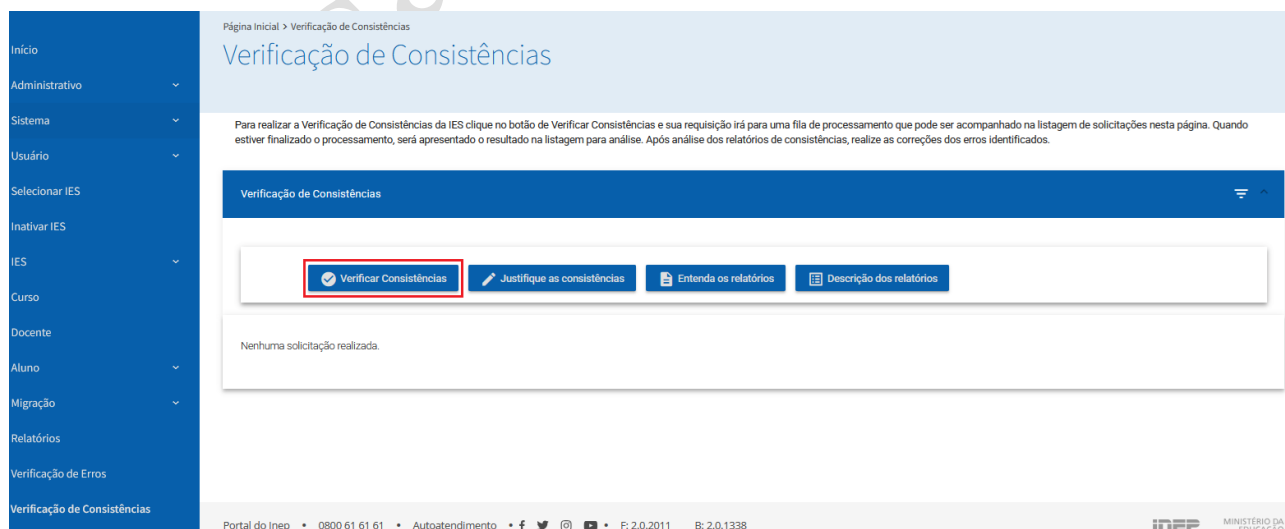 Início
Administrativo
Sistema
Usuário
Selecionar IES
Inativar IES
IES
Curso
Docente
Aluno
Migração
Relatórios
Verificação de Erros
Verificação de Consistências
Página Inicial > Verificação de Consistências
Verificação de Consistências
Para realizar a Verificação de Consistências da IES clique no botão de Verificar Consistências e sua requisição irá para uma fila de processamento que pode ser acompanhado na listagem de solicitações nesta página. Quando
estiver finalizado o processamento, será apresentado o resultado na listagem para análise. Após análise dos relatórios de consistências, realize as correções dos erros identificados.
Verificação de Consistências
Verificar Consistências Justifique as consistências Entenda os relatórios Descrição dos relatórios
Nenhuma solicitação realizada.
Portal do Inep • 0800 61 61 61 • Autoatendimento • • F: 2.0.2011 B: 2.0.1338
inep MINISTÉRIO DA
EDUCAÇÃO